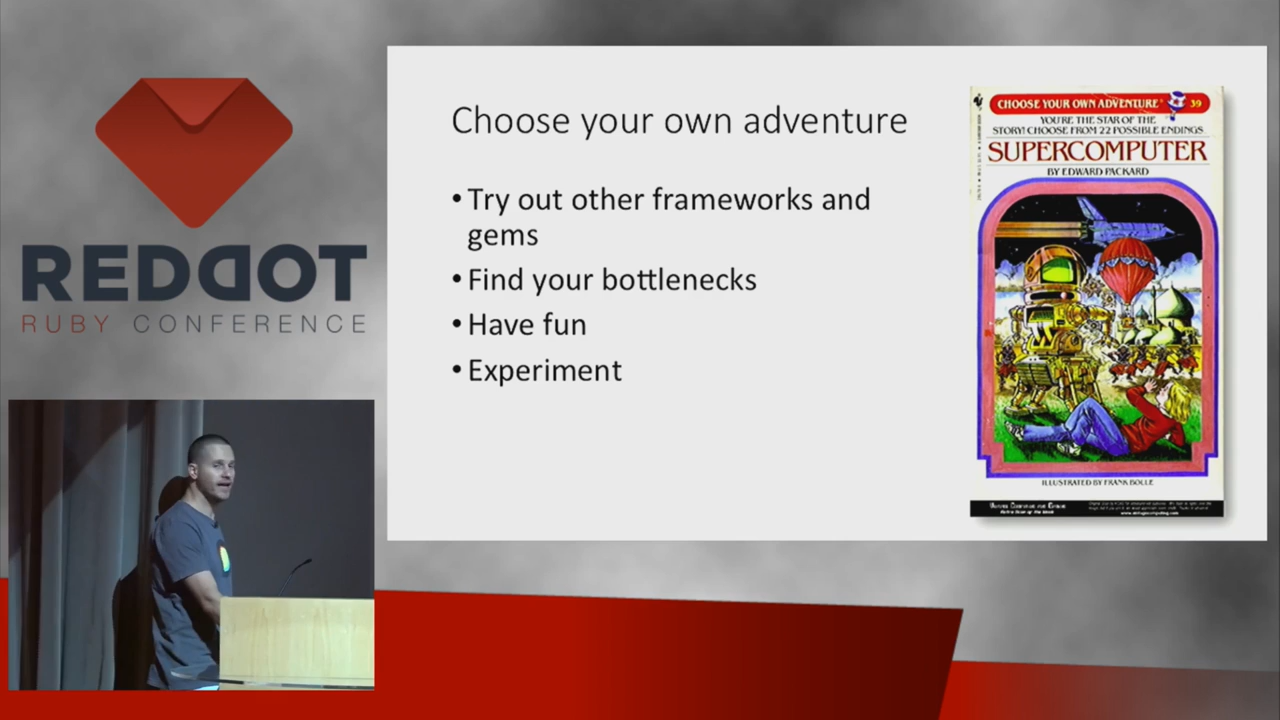 REDDOT
RUBY CONFERENCE
Choose your own adventure
• Try out other frameworks and
gems
• Find your bottlenecks
• Have fun
• Experiment
CHOOSE YOUR OWN ADVENTURE® 39
YOU'RE THE STAR OF THE
STORY! CHOOSE FROM 22 POSSIBLE ENDINGS.
SUPERCOMPUTER
BY EDWARD PACKARD
ILLUSTRATED BY FRANK BOLLE